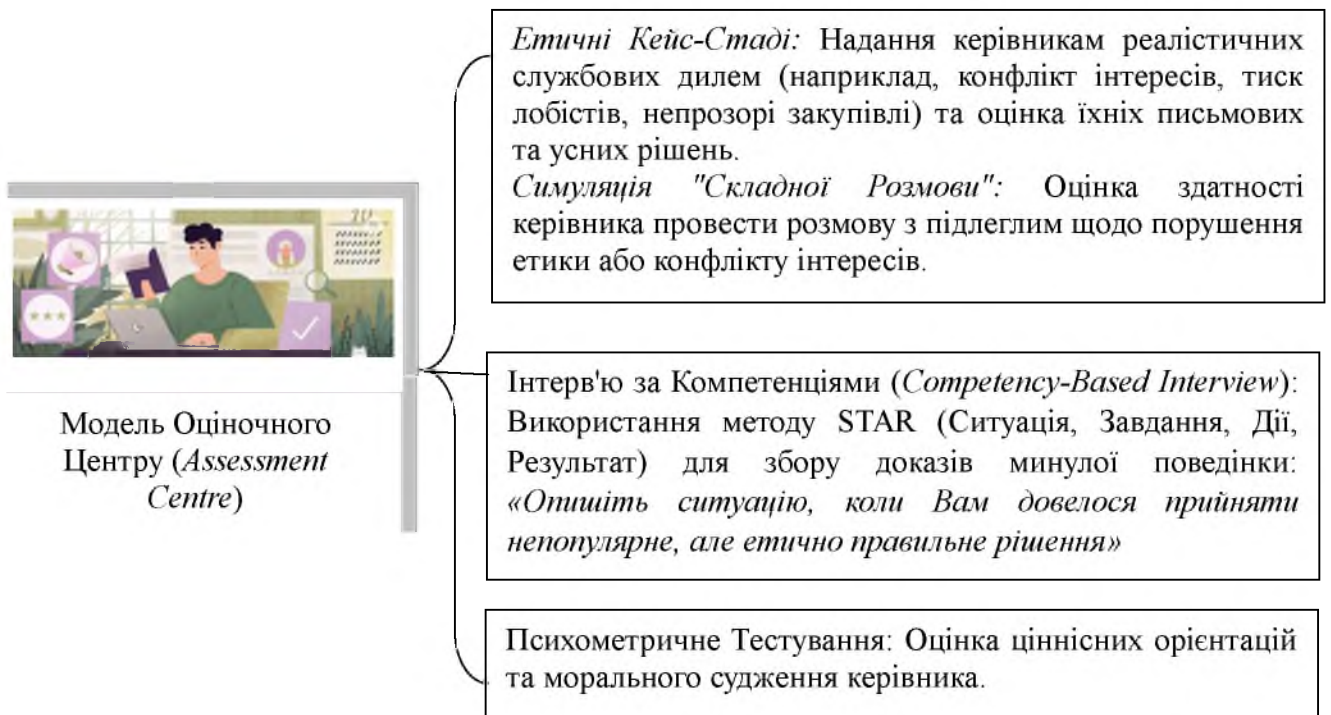 Етичні Кейс-Стаді: Надання керівникам реалістичних
службових дилем (наприклад, конфлікт інтересів, тиск
лобістів, непрозорі закупівлі) та оцінка їхніх письмових
та усних рішень.
Симуляція "Складної Розмови": Оцінка здатності
керівника провести розмову з підлеглим щодо порушення
етики або конфлікту інтересів.
Модель Оціночного
Центру (Assessment
Centre)
Інтерв'ю за Компетенціями (Competency-Based Interview):
Використання методу STAR (Ситуація, Завдання, Дії,
Результат) для збору доказів минулої поведінки:
«Опишіть ситуацію, коли Вам довелося прийняти
непопулярне, але етично правильне рішення»
Психометричне Тестування: Оцінка ціннісних орієнтацій
та морального судження керівника.